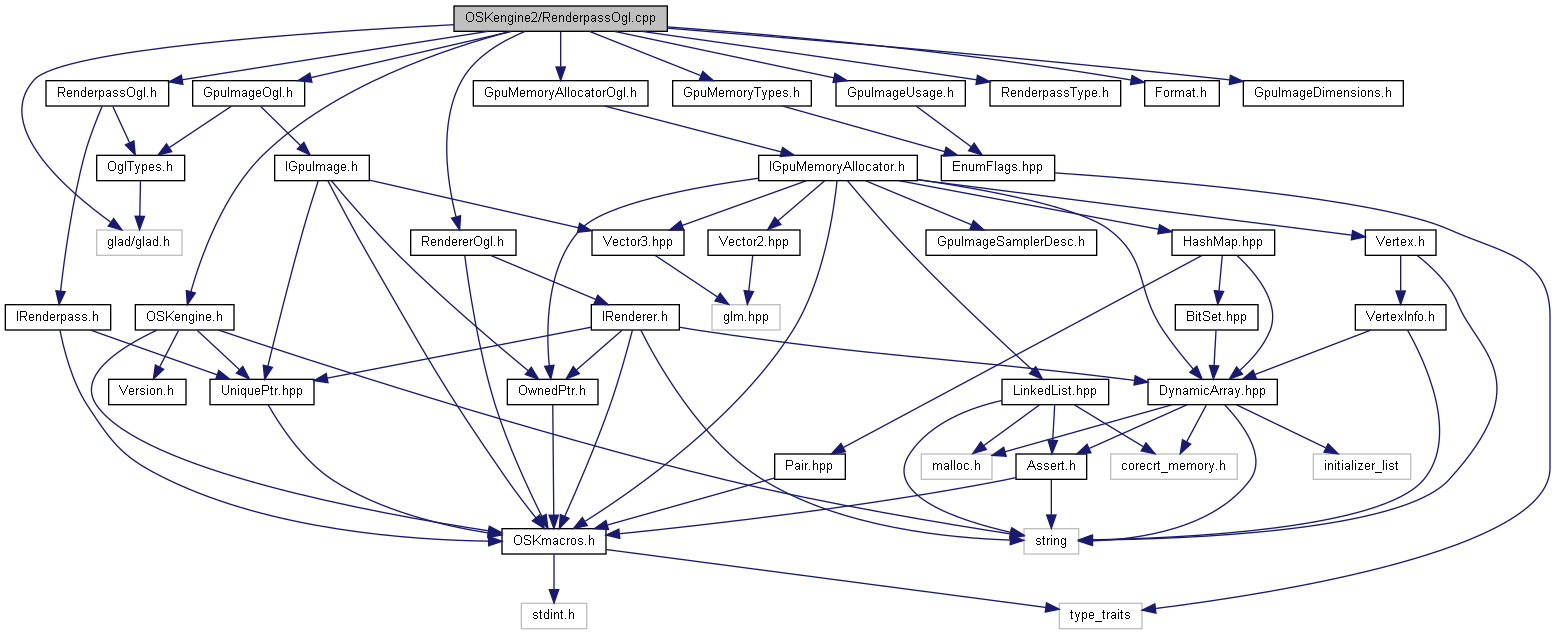 OSKengine2/RenderpassOgl.cpp
RenderpassOgl.h
GpuImageOgl.h
GpuMemoryAllocatorOgl.h
GpuMemoryTypes.h
GpuImageUsage.h
RenderpassType.h
Format.h
GpuImageDimensions.h
OglTypes.h
IGpuImage.h
IGpuMemoryAllocator.h
EnumFlags.hpp
glad/glad.h
RendererOgl.h
Vector3.hpp
Vector2.hpp
GpuImageSamplerDesc.h
HashMap.hpp
Vertex.h
IRenderpass.h
OSKengine.h
IRenderer.h
glm.hpp
BitSet.hpp
VertexInfo.h
Version.h
UniquePtr.hpp
OwnedPtr.h
LinkedList.hpp
DynamicArray.hpp
Pair.hpp
malloc.h
Assert.h
corecrt_memory.h
initializer_list
OSKmacros.h
string
stdint.h
type_traits